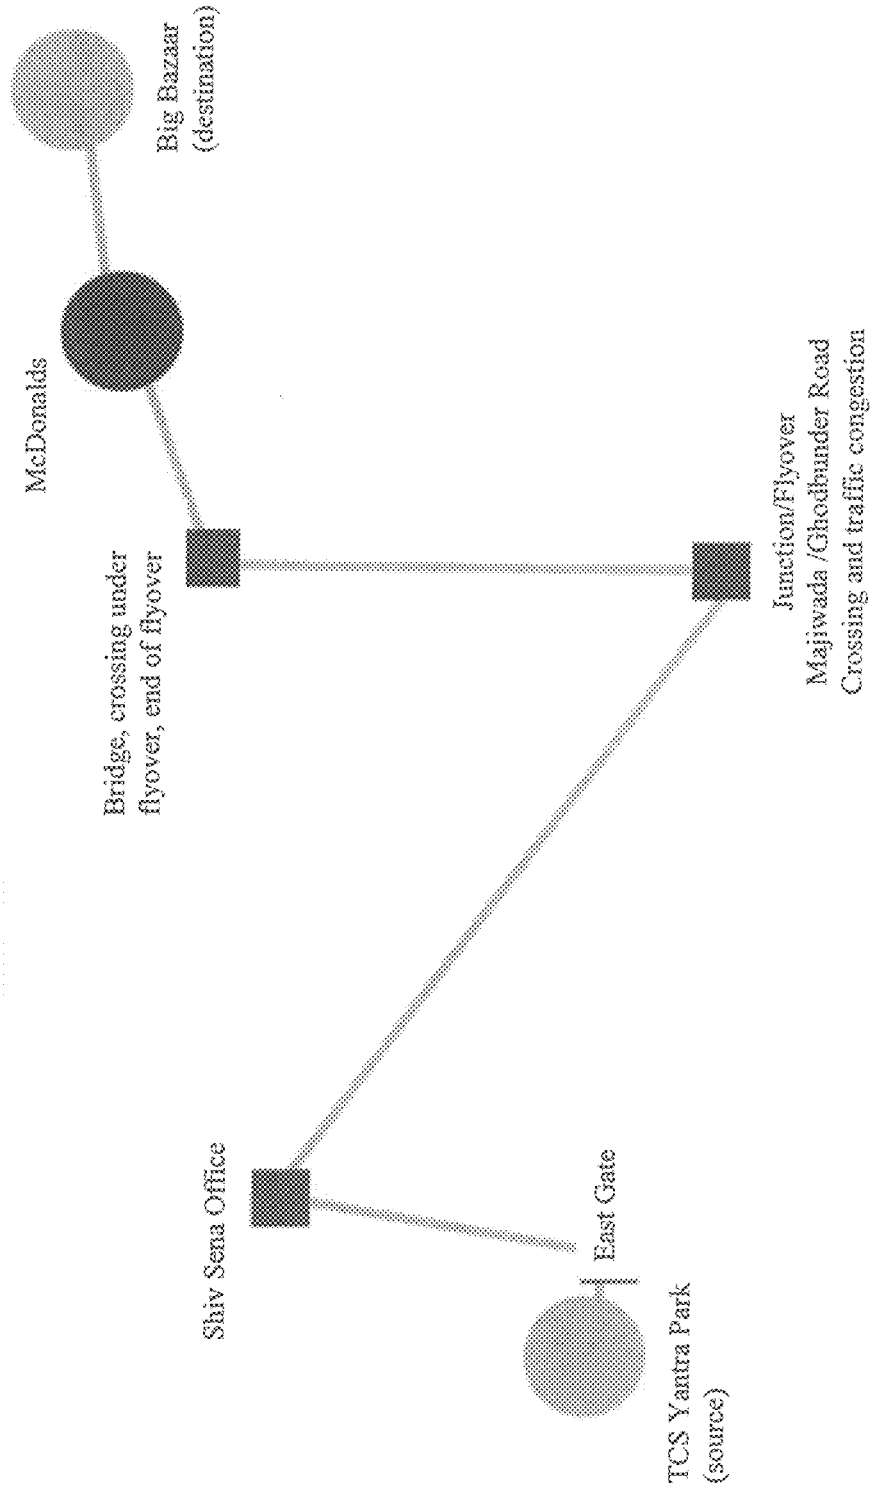 TCS Yantra Park
(source)
East Gate
Shiv Sena Office
Junction/Flyover
Majiwada /Ghodbunder Road
Crossing and traffic congestion
Bridge, crossing under
flyover, end of flyover
McDonalds
Big Bazaar
(destination)